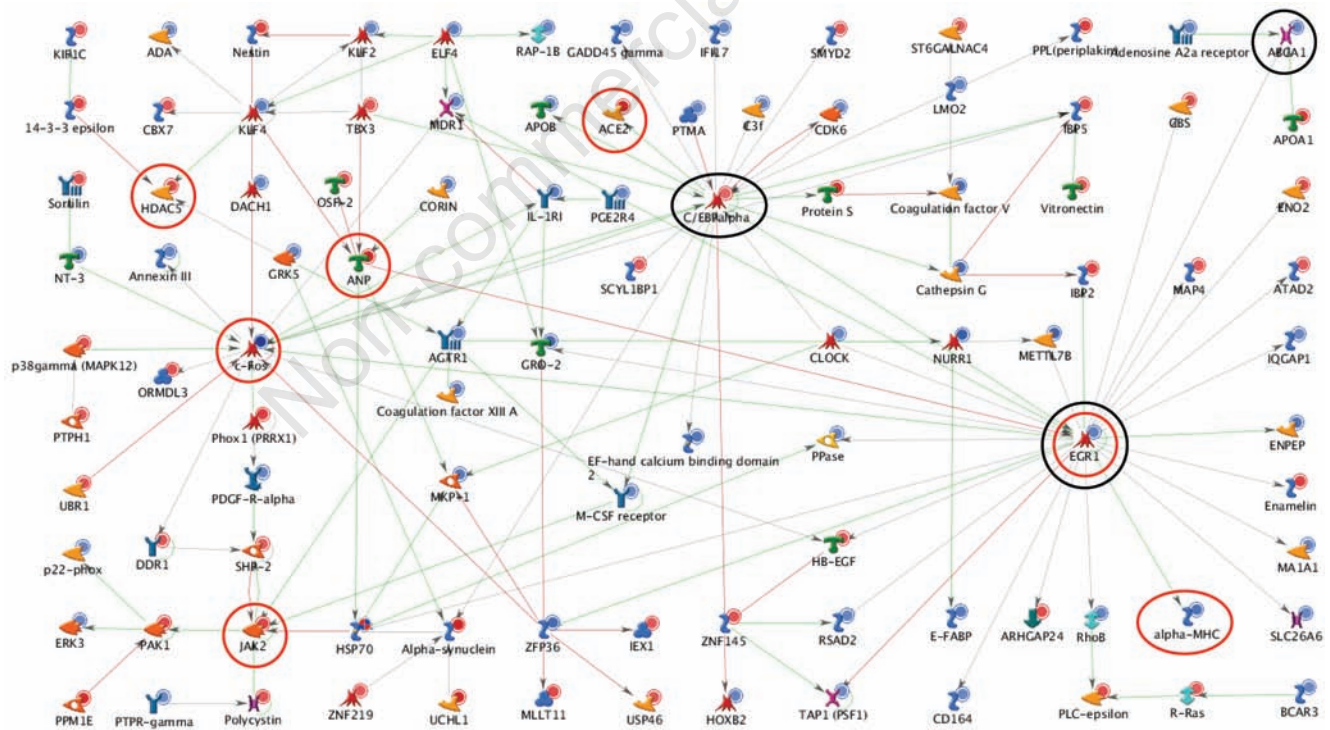 KIR1C
ADA
Nestin
KLF2
ELF4
RAP-1B
GADD45 gamma
IFI17
SMYD2
ST6GALNAC4
PPL(periplakin)
Adenosine A2a receptor
ABCA1
14-3-3 epsilon
CBX7
KLF4
TBX3
MDR1
APOB
ACE2
PTMA
C3f
CDK6
LMO2
IBP5
CBS
APOA1
Sortilin
HDAC5
DACH1
OSF-2
CORIN
IL-1RI
PGE2R4
C/EBPalpha
Protein S
Coagulation factor V
Vitronectin
ENO2
NT-3
Annexin III
GRK5
ANP
SCYL1BP1
Cathepsin G
IBP2
MAP4
ATAD2
p38gamma (MAPK12)
ORMDL3
c-Fos
AGTR1
GRO-2
CLOCK
NURR1
METTL7B
IQGAP1
Coagulation factor XIII A
PTPH1
Phox1 (PRRX1)
EF-hand calcium binding domain
2
PPase
EGR1
ENPEP
UBR1
PDGF-R-alpha
MKP-1
M-CSF receptor
Enamelin
p22-phox
DDR1
SHP-2
HB-EGF
MA1A1
ERK3
PAK1
JAK2
HSP70
Alpha-synuclein
ZFP36
IEX1
ZNF145
RSAD2
E-FABP
ARHGAP24
RhoB
alpha-MHC
SLC26A6
PPM1E
PTPR-gamma
Polycystin
ZNF219
UCHL1
MLLT11
USP46
HOXB2
TAP1 (PSF1)
CD164
PLC-epsilon
R-Ras
BCAR3